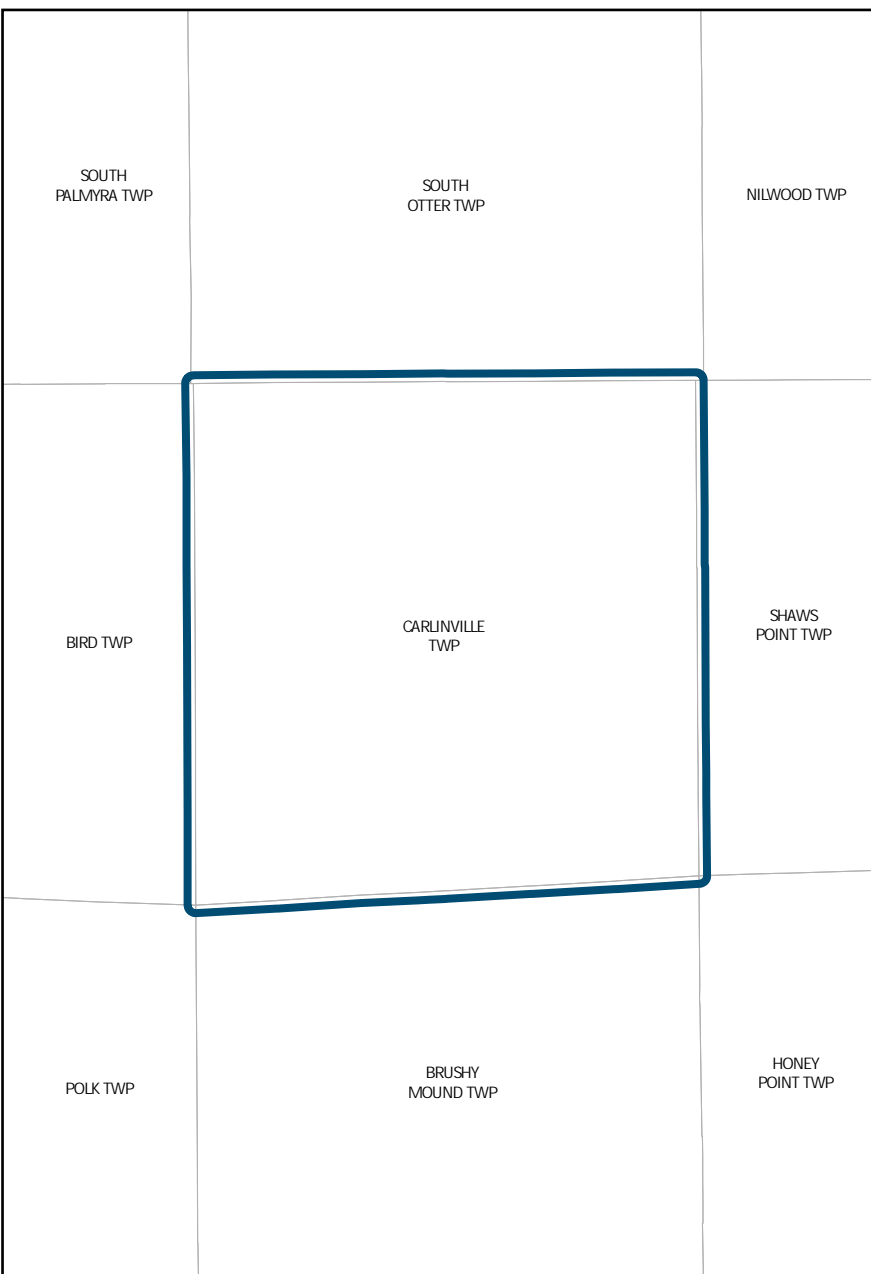 SOUTH
PALMYRA TWP
SOUTH
OTTER TWP
NILWOOD TWP
BIRD TWP
CARLINVILLE
TWP
SHAWS
POINT TWP
POLK TWP
BRUSHY
MOUND TWP
HONEY
POINT TWP